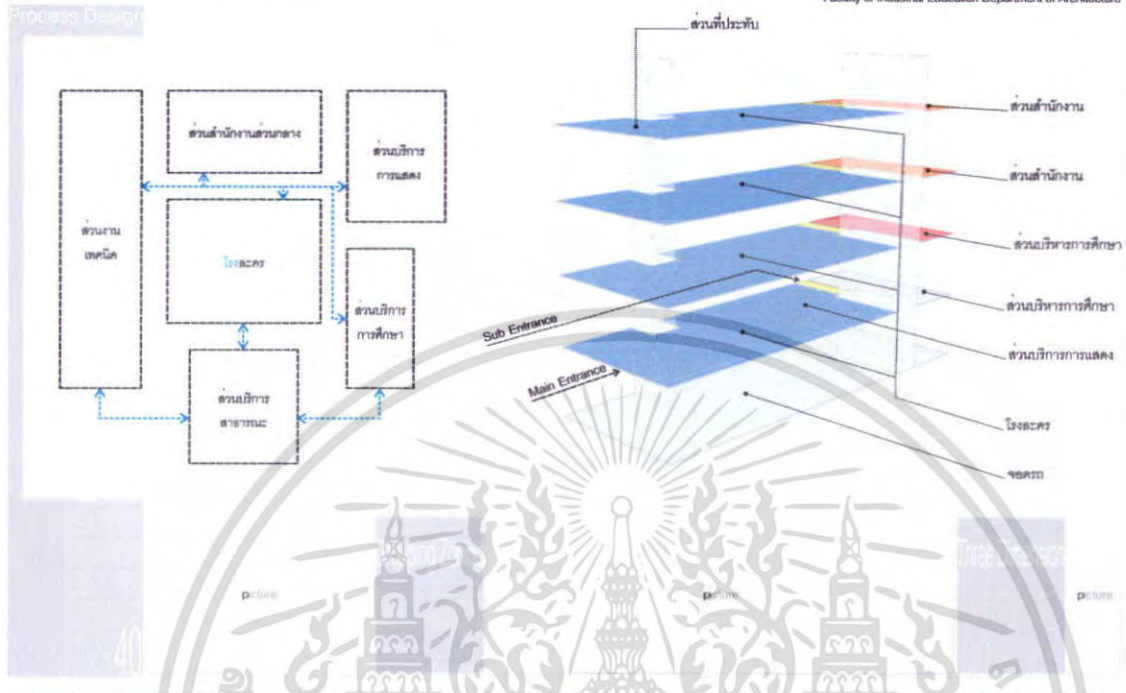 Process Design
Faculty of Industrial Education Department of Architecture
ส่วนที่ประทับ
ส่วนสำนักงานส่วนกลาง
ส่วนบริการ
การแสดง
ส่วนงาน
เทคนิค
โรงละคร
ส่วนบริการ
การศึกษา
ส่วนบริการ
สาธารณะ
ส่วนสำนักงาน
ส่วนสำนักงาน
ส่วนบริหารการศึกษา
ส่วนบริหารการศึกษา
ส่วนบริการการแสดง
โรงละคร
จอดรถ
Sub Entrance
Main Entrance
picture
picture
picture
40